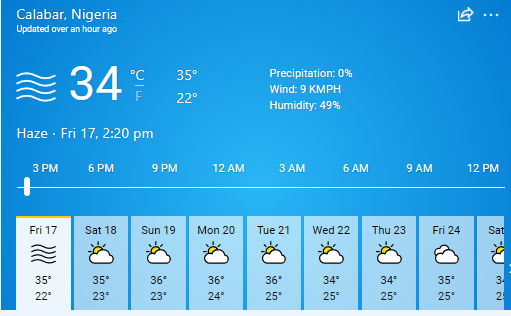 Calabar, Nigeria
Updated over an hour ago
34 °C F 35° 22°
Precipitation: 0%
Wind: 9 KMPH
Humidity: 49%
Haze · Fri 17, 2:20 pm
3 PM 6 PM 9 PM 12 AM 3 AM 6 AM 9 AM 12 PM
Fri 17 Sat 18 Sun 19 Mon 20 Tue 21 Wed 22 Thu 23 Fri 24 Sat
35° 35° 36° 36° 36° 34° 34° 35° 34°
22° 23° 23° 24° 25° 25° 25° 25° 25°